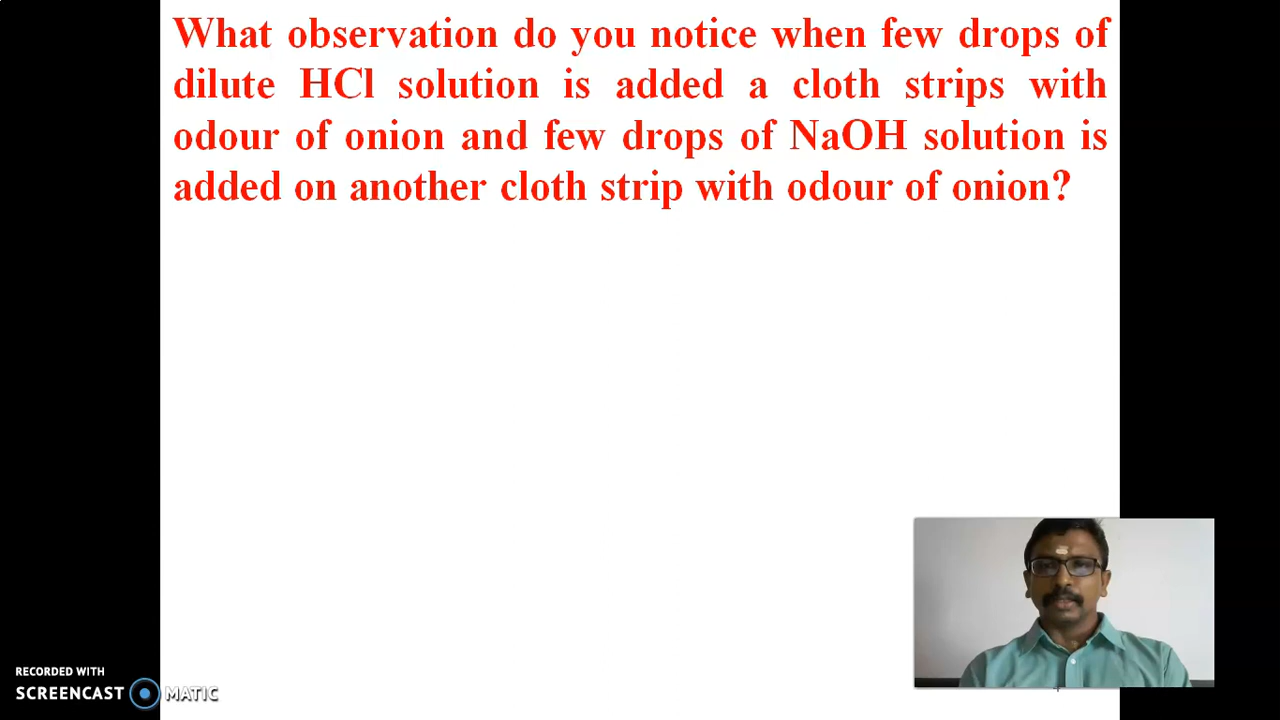 What observation do you notice when few drops of
dilute HCl solution is added a cloth strips with
odour of onion and few drops of NaOH solution is
added on another cloth strip with odour of onion?
RECORDED WITH
SCREENCAST MATIC